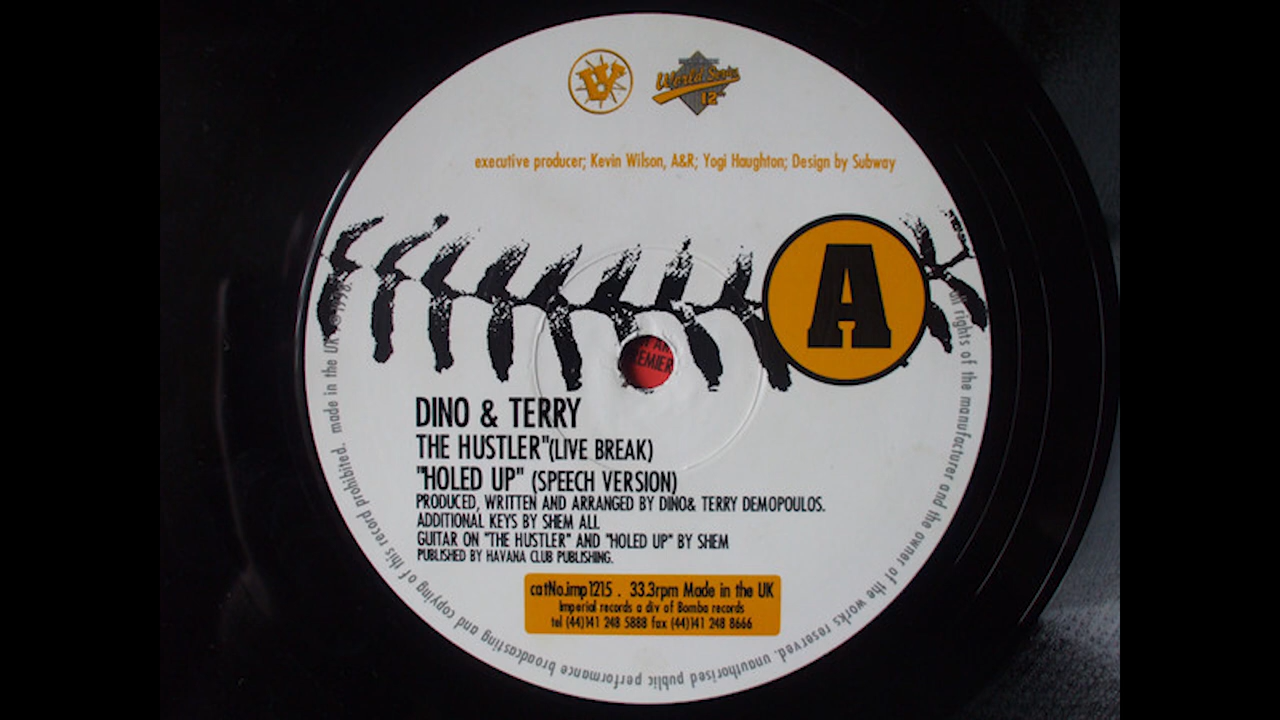 World Series
12"
executive producer; Kevin Wilson, A&R; Yogi Haughton; Design by Subway
A
EMIER
DINO & TERRY
THE HUSTLER"(LIVE BREAK)
"HOLED UP" (SPEECH VERSION)
PRODUCED, WRITTEN AND ARRANGED BY DINO& TERRY DEMOPOULOS.
ADDITIONAL KEYS BY SHEM ALI.
GUITAR ON "THE HUSTLER" AND "HOLED UP" BY SHEM
PUBLISHED BY HAVANA CLUB PUBLISHING.
catNo.imp1215 . 33.3rpm Made in the UK
Imperial records a div of Bomba records
tel (44)141 248 5888 fax (44)141 248 8666
all rights of the manufacturer and the owner of the works reserved. unauthorised public performance broadcasting and copying of this record prohibited. made in the UK.